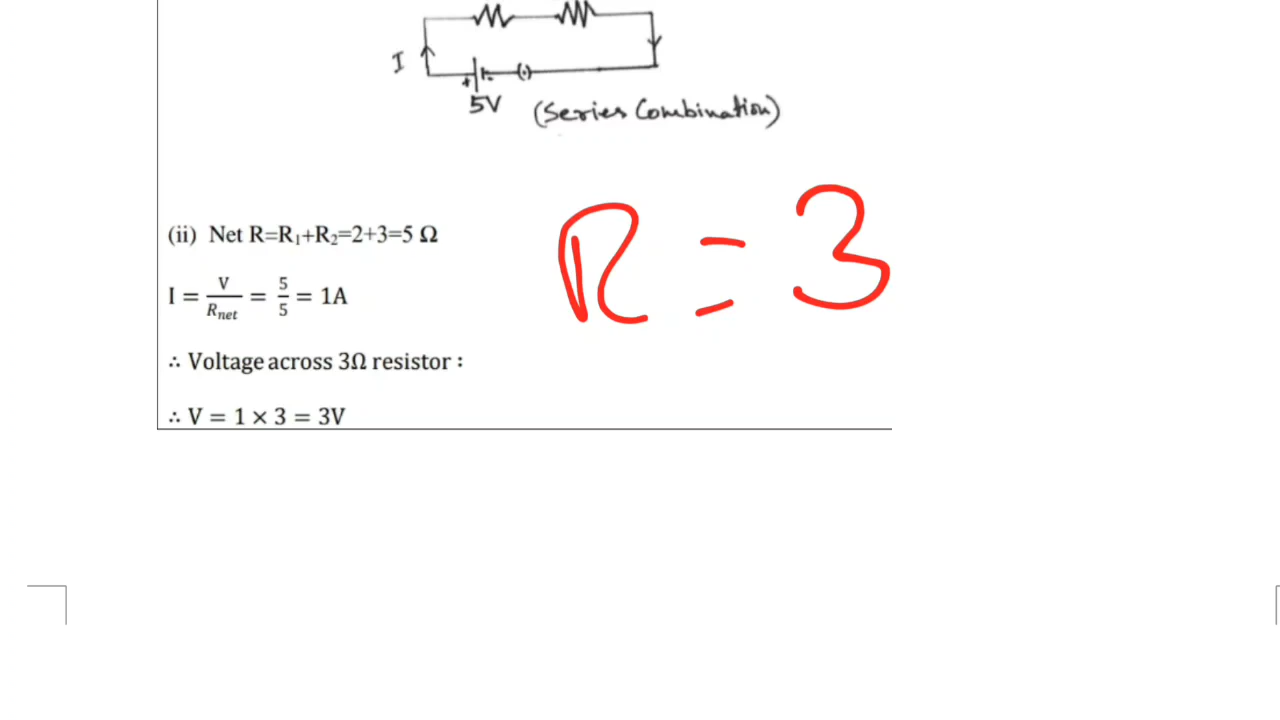 I
+ -
5V (Series Combination)
(ii) Net R=R₁+R₂=2+3=5 Ω
R = 3
I = V/Rₙₑₜ = 5/5 = 1A
∴ Voltage across 3Ω resistor :
∴ V = 1 × 3 = 3V